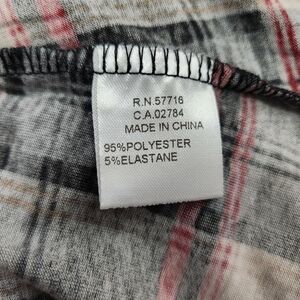 R.N.57716
C.A.02784
MADE IN CHINA
95%POLYESTER
5%ELASTANE